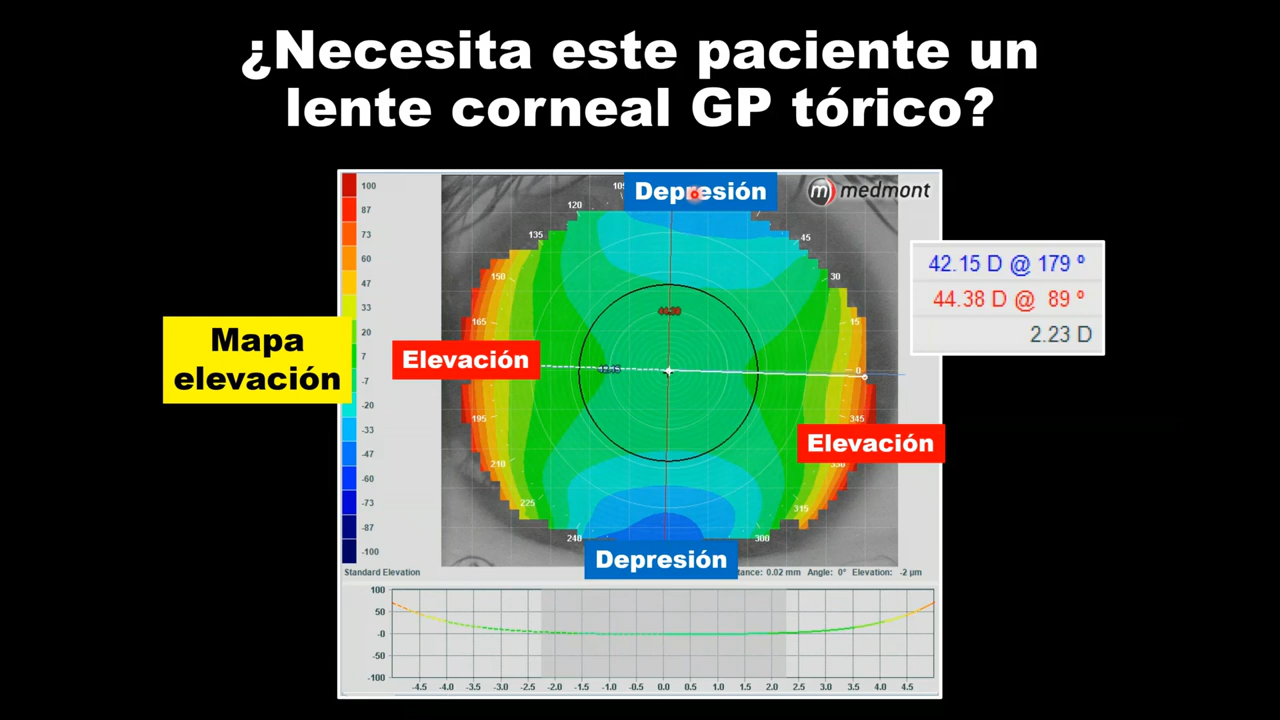 ¿Necesita este paciente un
lente corneal GP tórico?
Depresión
medmont
100
87
73
60
47
33
20
7
-7
-20
-33
-47
-60
-73
-87
-100
120
135
150
165
195
210
225
240
45
30
15
0
345
315
300
42.15 D @ 179 º
44.38 D @ 89 º
2.23 D
Mapa
elevación
Elevación
Elevación
Depresión
Standard Elevation
0.02 mm Angle: 0° Elevation: -2 µm
100
50
-0
-50
-100
-4.5 -4.0 -3.5 -3.0 -2.5 -2.0 -1.5 -1.0 -0.5 0.0 0.5 1.0 1.5 2.0 2.5 3.0 3.5 4.0 4.5